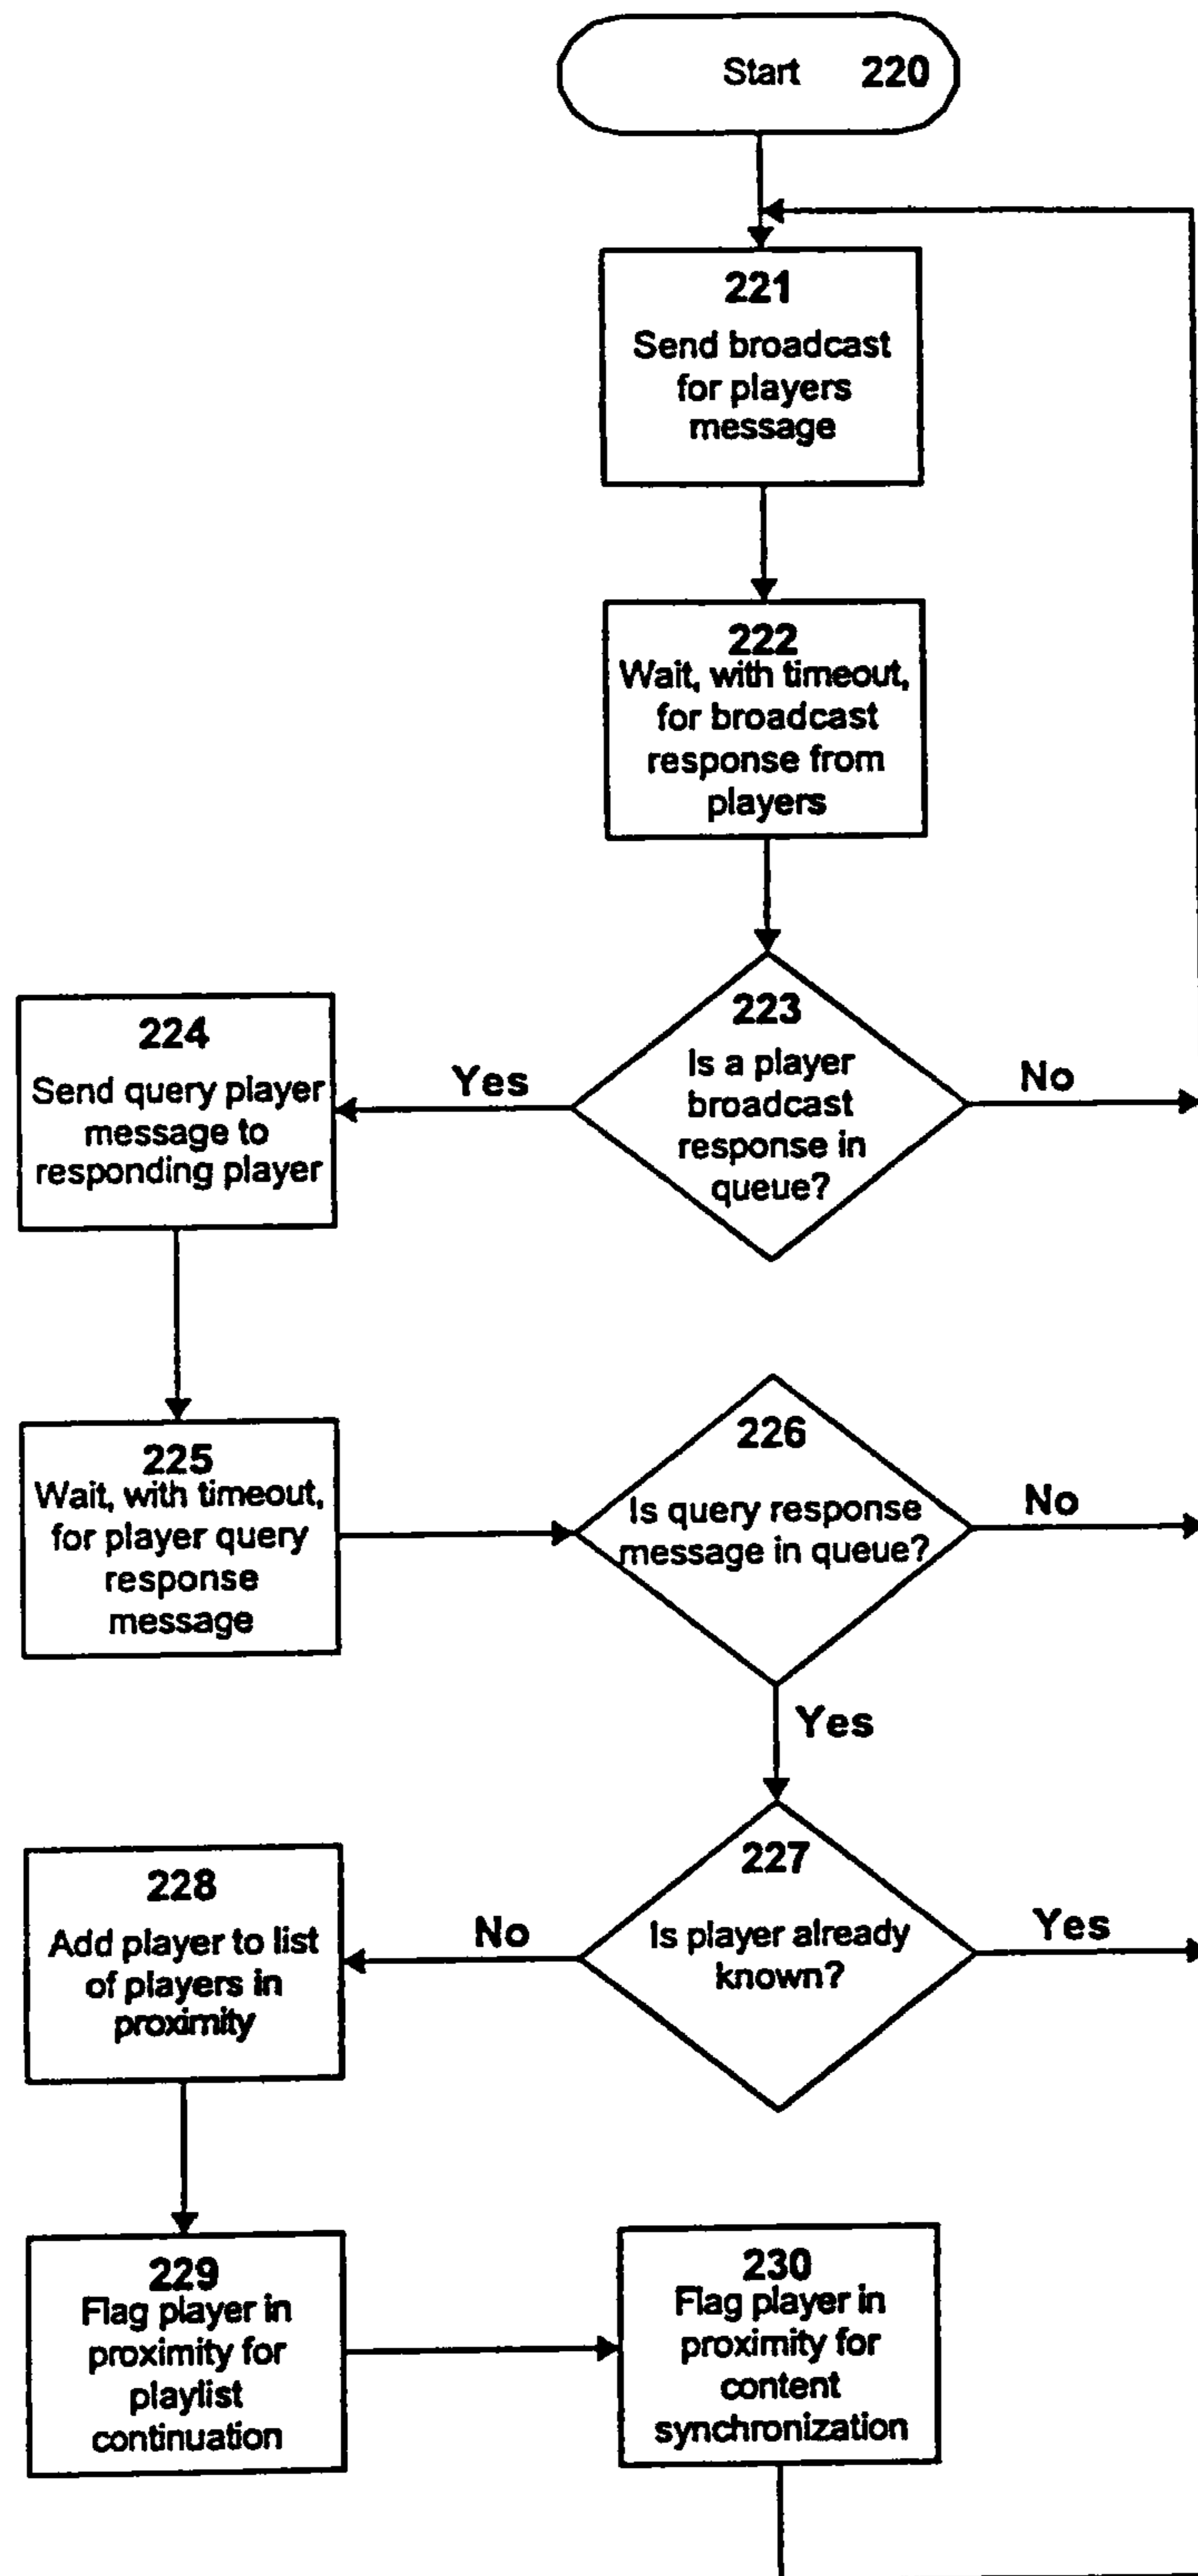 Start 220
221
Send broadcast
for players
message
222
Wait, with timeout,
for broadcast
response from
players
223
Is a player
broadcast
response in
queue?
Yes
No
224
Send query player
message to
responding player
225
Wait, with timeout,
for player query
response
message
226
Is query response
message in queue?
No
Yes
227
Is player already
known?
No
Yes
228
Add player to list
of players in
proximity
229
Flag player in
proximity for
playlist
continuation
230
Flag player in
proximity for
content
synchronization